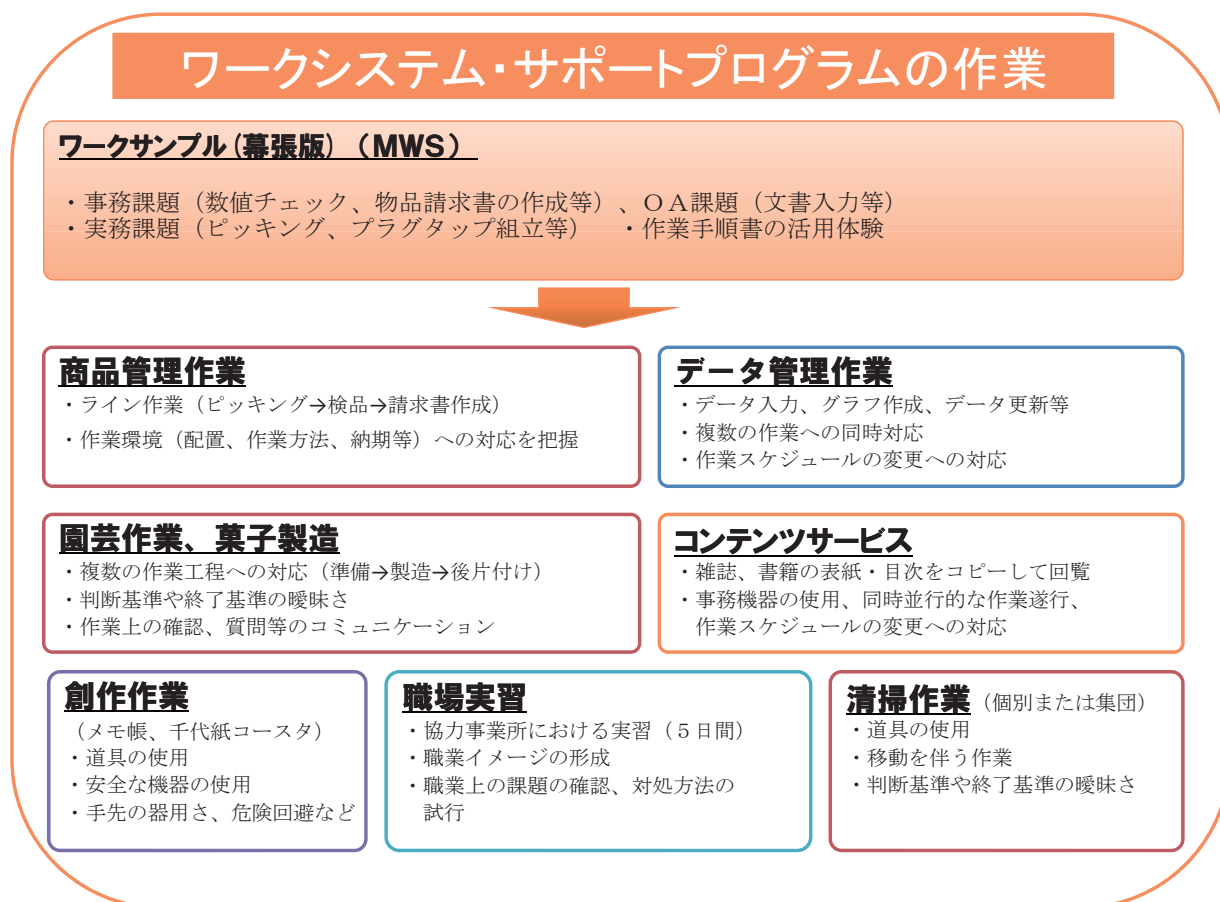 ワークシステム・サポートプログラムの作業
ワークサンプル(幕張版)（MWS）
・事務課題（数値チェック、物品請求書の作成等）、ＯＡ課題（文書入力等）
・実務課題（ピッキング、プラグタップ組立等）　・作業手順書の活用体験
商品管理作業
・ライン作業（ピッキング→検品→請求書作成）
・作業環境（配置、作業方法、納期等）への対応を把握
データ管理作業
・データ入力、グラフ作成、データ更新等
・複数の作業への同時対応
・作業スケジュールの変更への対応
園芸作業、菓子製造
・複数の作業工程への対応（準備→製造→後片付け）
・判断基準や終了基準の曖昧さ
・作業上の確認、質問等のコミュニケーション
コンテンツサービス
・雑誌、書籍の表紙・目次をコピーして回覧
・事務機器の使用、同時並行的な作業遂行、
作業スケジュールの変更への対応
創作作業
（メモ帳、千代紙コースタ）
・道具の使用
・安全な機器の使用
・手先の器用さ、危険回避など
職場実習
・協力事業所における実習（５日間）
・職業イメージの形成
・職業上の課題の確認、対処方法の
試行
清掃作業（個別または集団）
・道具の使用
・移動を伴う作業
・判断基準や終了基準の曖昧さ